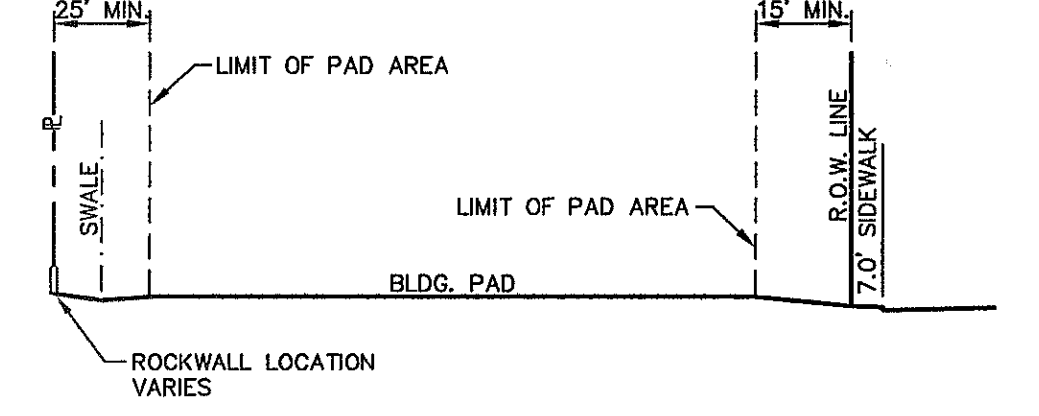 25' MIN.
15' MIN.
LIMIT OF PAD AREA
PL
SWALE
R.O.W. LINE
7.0' SIDEWALK
LIMIT OF PAD AREA
BLDG. PAD
ROCKWALL LOCATION
VARIES